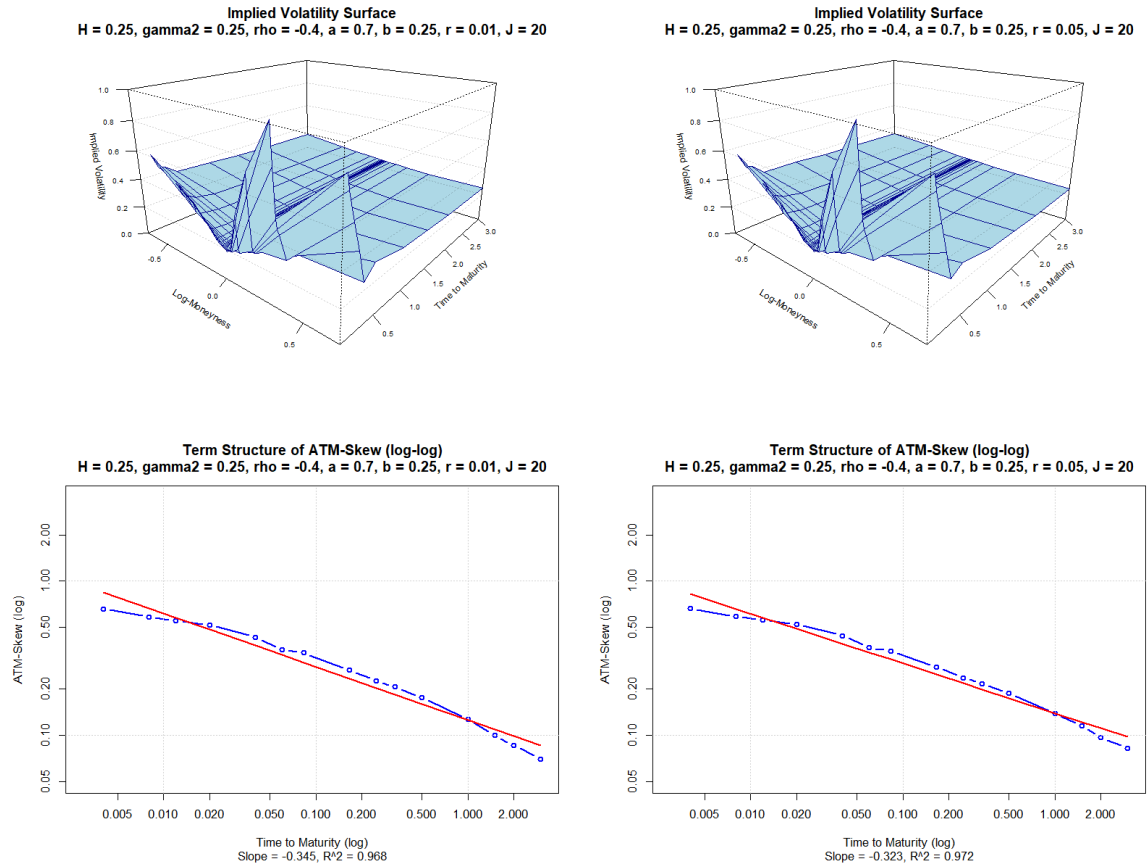 Implied Volatility Surface
H = 0.25, gamma2 = 0.25, rho = -0.4, a = 0.7, b = 0.25, r = 0.01, J = 20
1.0
0.8
0.6
0.4
0.2
0.0
Implied Volatility
-0.5
0.0
0.5
Log-Moneyness
0.5
1.0
1.5
2.0
2.5
3.0
Time to Maturity
Implied Volatility Surface
H = 0.25, gamma2 = 0.25, rho = -0.4, a = 0.7, b = 0.25, r = 0.05, J = 20
1.0
0.8
0.6
0.4
0.2
0.0
Implied Volatility
-0.5
0.0
0.5
Log-Moneyness
0.5
1.0
1.5
2.0
2.5
3.0
Time to Maturity
Term Structure of ATM-Skew (log-log)
H = 0.25, gamma2 = 0.25, rho = -0.4, a = 0.7, b = 0.25, r = 0.01, J = 20
ATM-Skew (log)
2.00
1.00
0.50
0.20
0.10
0.05
0.005 0.010 0.020 0.050 0.100 0.200 0.500 1.000 2.000
Time to Maturity (log)
Slope = -0.345, R^2 = 0.968
Term Structure of ATM-Skew (log-log)
H = 0.25, gamma2 = 0.25, rho = -0.4, a = 0.7, b = 0.25, r = 0.05, J = 20
ATM-Skew (log)
2.00
1.00
0.50
0.20
0.10
0.05
0.005 0.010 0.020 0.050 0.100 0.200 0.500 1.000 2.000
Time to Maturity (log)
Slope = -0.323, R^2 = 0.972